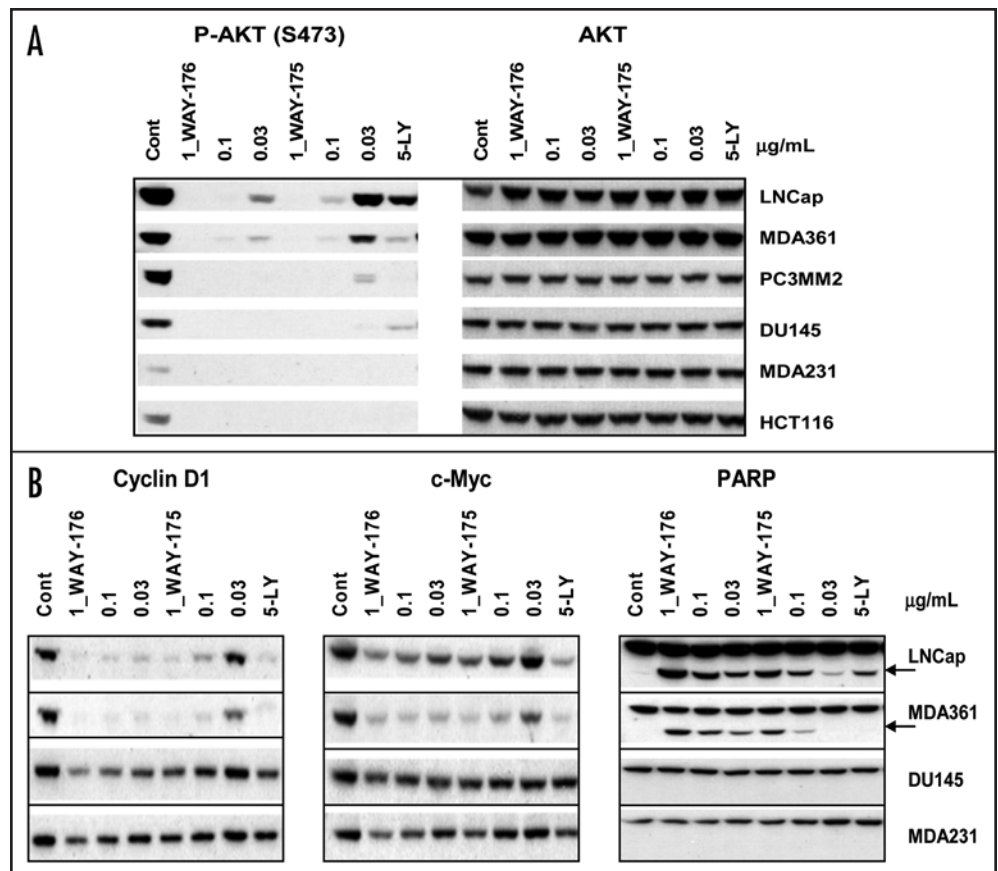 A
P-AKT (S473)
AKT
Cont
1_WAY-176
0.1
0.03
1_WAY-175
0.1
0.03
5-LY
Cont
1_WAY-176
0.1
0.03
1_WAY-175
0.1
0.03
5-LY
μg/mL
LNCap
MDA361
PC3MM2
DU145
MDA231
HCT116
B
Cyclin D1
c-Myc
PARP
Cont
1_WAY-176
0.1
0.03
1_WAY-175
0.1
0.03
5-LY
Cont
1_WAY-176
0.1
0.03
1_WAY-175
0.1
0.03
5-LY
Cont
1_WAY-176
0.1
0.03
1_WAY-175
0.1
0.03
5-LY
μg/mL
LNCap
MDA361
DU145
MDA231